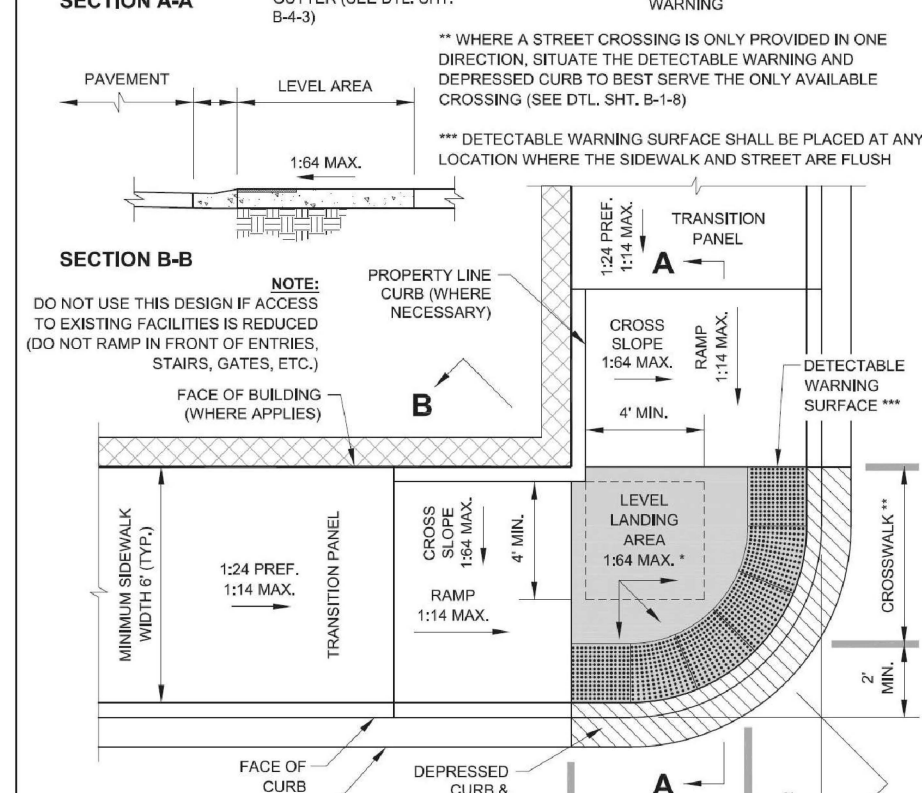 SECTION A-A
GUTTER (SEE DTL. SHT.
B-4-3)
WARNING
** WHERE A STREET CROSSING IS ONLY PROVIDED IN ONE
DIRECTION, SITUATE THE DETECTABLE WARNING AND
DEPRESSED CURB TO BEST SERVE THE ONLY AVAILABLE
CROSSING (SEE DTL. SHT. B-1-8)
*** DETECTABLE WARNING SURFACE SHALL BE PLACED AT ANY
LOCATION WHERE THE SIDEWALK AND STREET ARE FLUSH
PAVEMENT
LEVEL AREA
1:64 MAX.
SECTION B-B
NOTE:
DO NOT USE THIS DESIGN IF ACCESS
TO EXISTING FACILITIES IS REDUCED
(DO NOT RAMP IN FRONT OF ENTRIES,
STAIRS, GATES, ETC.)
FACE OF BUILDING
(WHERE APPLIES)
PROPERTY LINE
CURB (WHERE
NECESSARY)
B
1:24 PREF.
1:14 MAX.
TRANSITION
PANEL
A
CROSS
SLOPE
1:64 MAX.
RAMP
1:14 MAX.
4' MIN.
DETECTABLE
WARNING
SURFACE ***
MINIMUM SIDEWALK
WIDTH 6' (TYP.)
1:24 PREF.
1:14 MAX.
TRANSITION PANEL
CROSS
SLOPE
1:64 MAX.
4' MIN.
RAMP
1:14 MAX.
LEVEL
LANDING
AREA
1:64 MAX. *
CROSSWALK **
2'
MIN.
FACE OF
CURB
DEPRESSED
CURB &
A